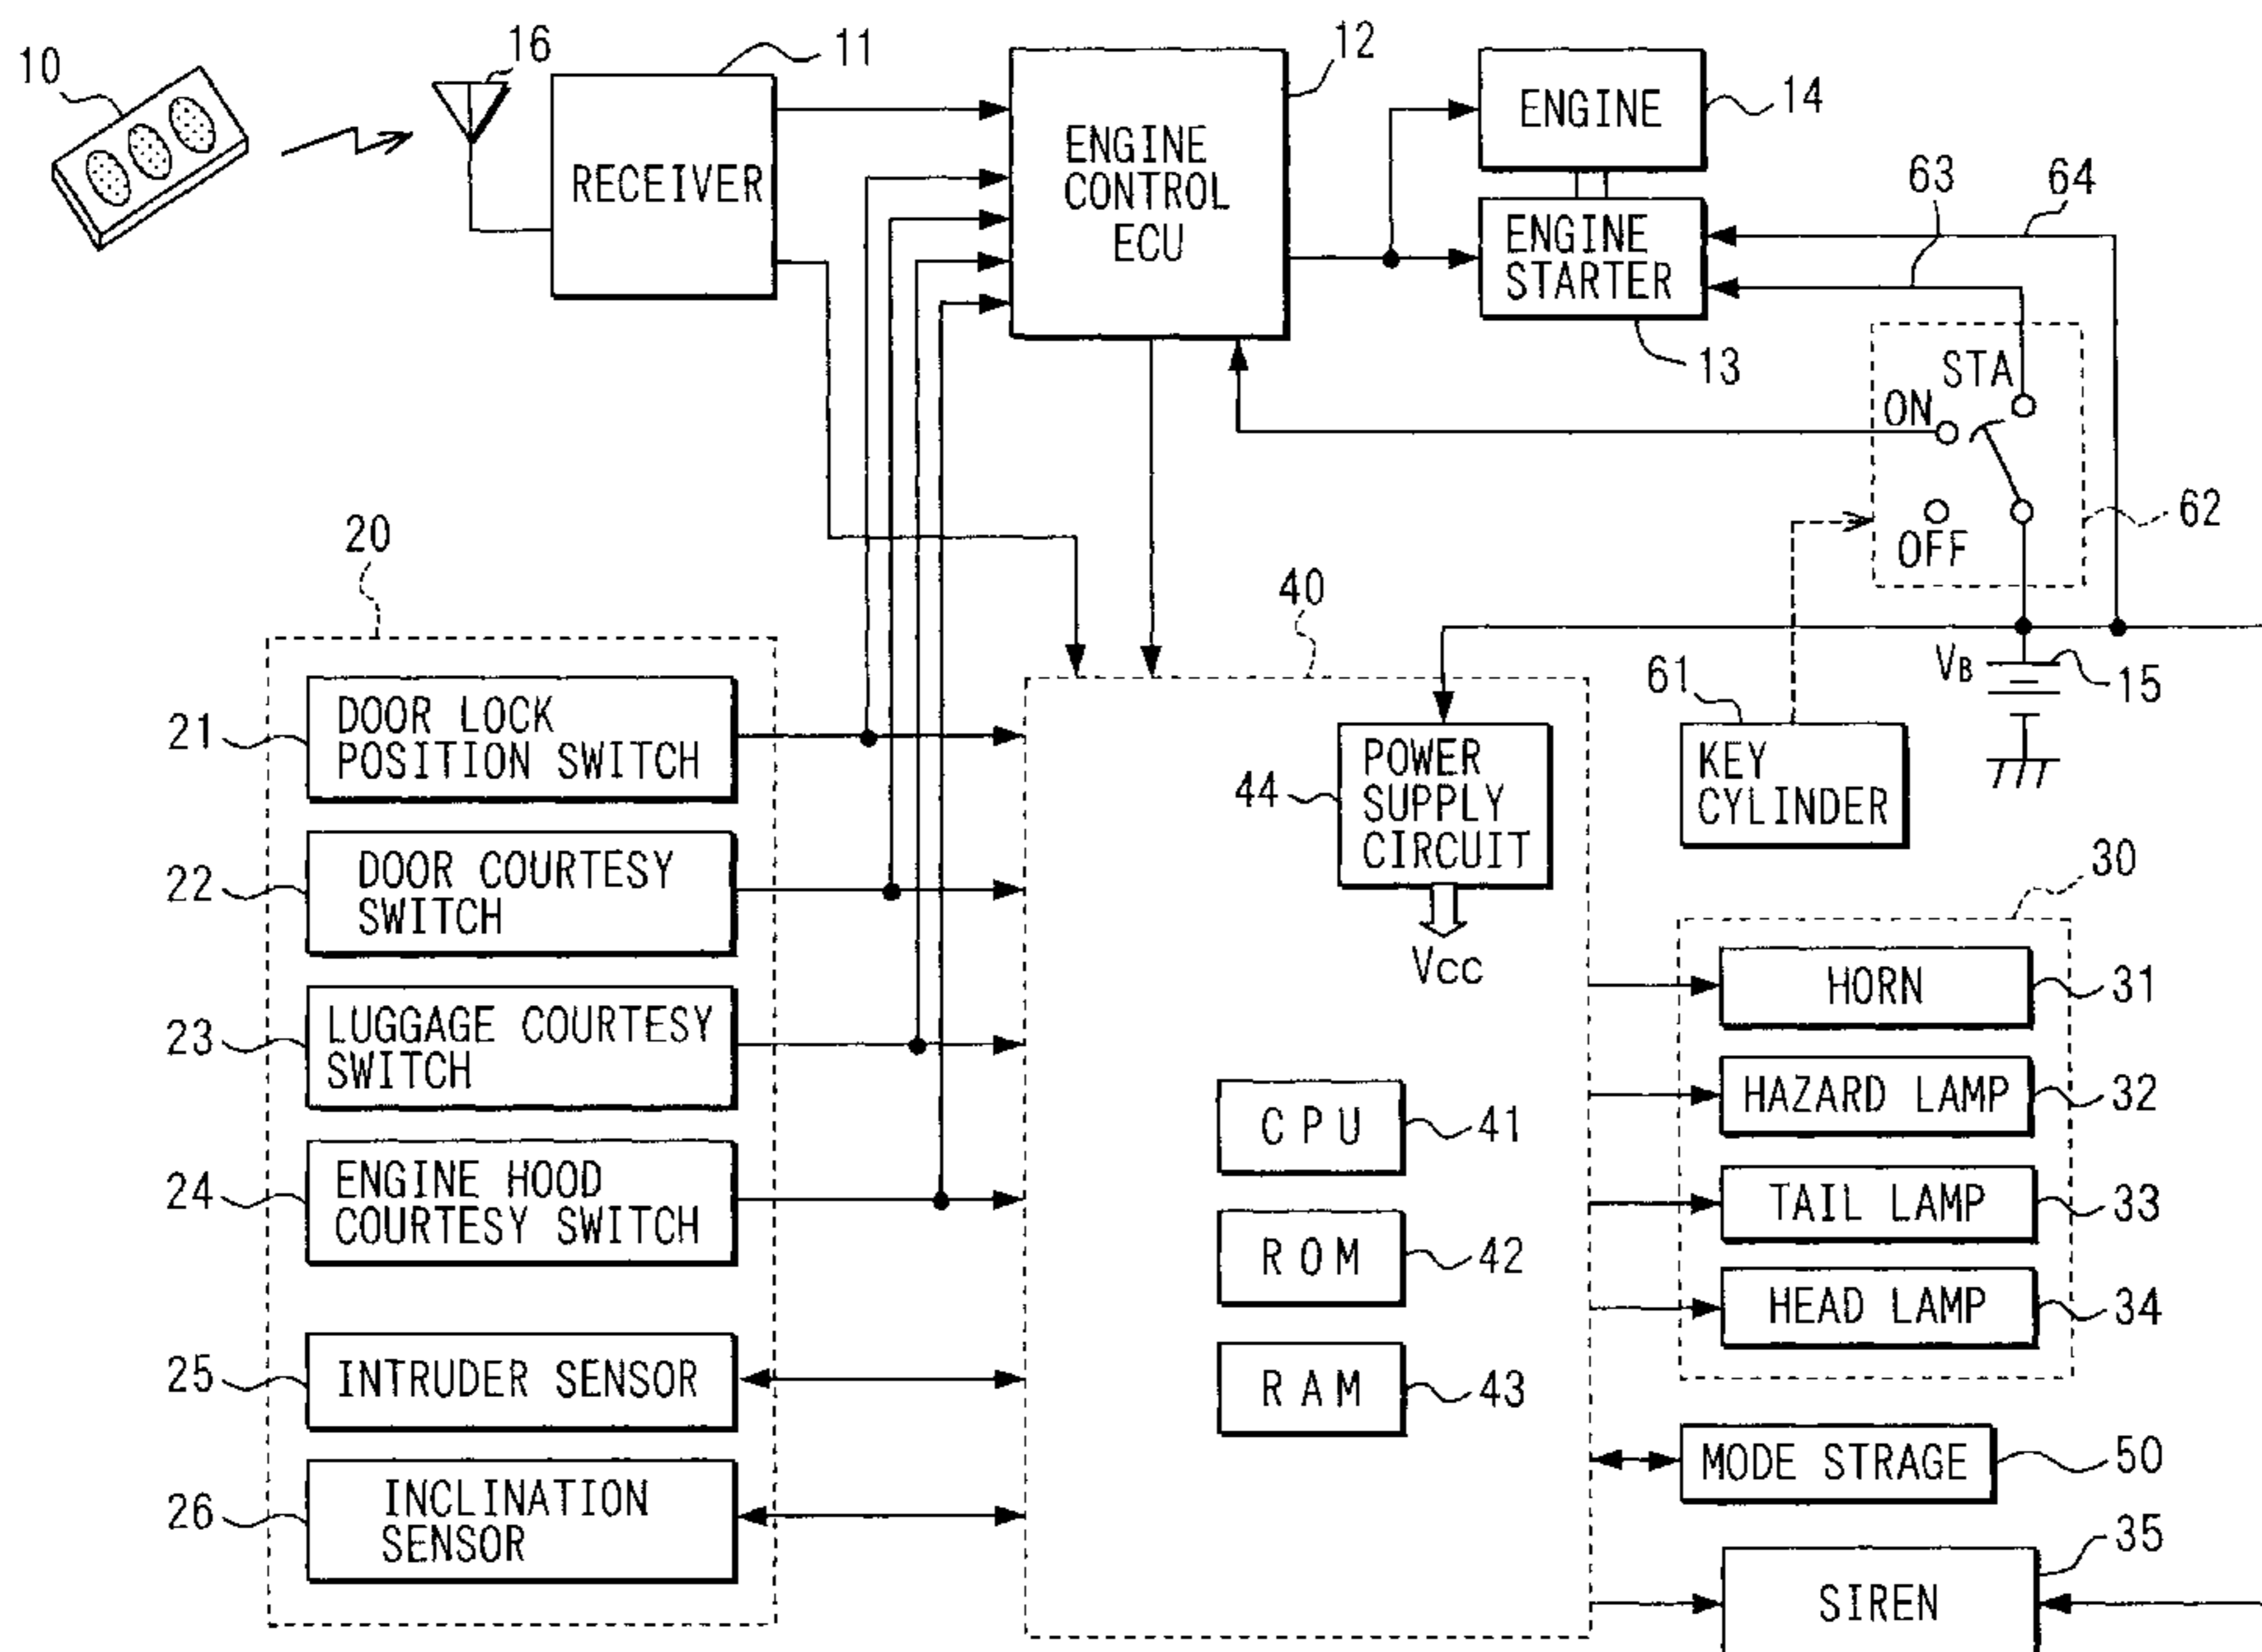 10
16
11
RECEIVER
12
ENGINE
CONTROL
ECU
ENGINE
14
ENGINE
STARTER
13
63
64
STA
ON
OFF
62
VB
15
61
KEY
CYLINDER
20
21
DOOR LOCK
POSITION SWITCH
22
DOOR COURTESY
SWITCH
23
LUGGAGE COURTESY
SWITCH
24
ENGINE HOOD
COURTESY SWITCH
25
INTRUDER SENSOR
26
INCLINATION
SENSOR
40
44
POWER
SUPPLY
CIRCUIT
VCC
CPU
41
ROM
42
RAM
43
30
HORN
31
HAZARD LAMP
32
TAIL LAMP
33
HEAD LAMP
34
MODE STRAGE
50
35
SIREN